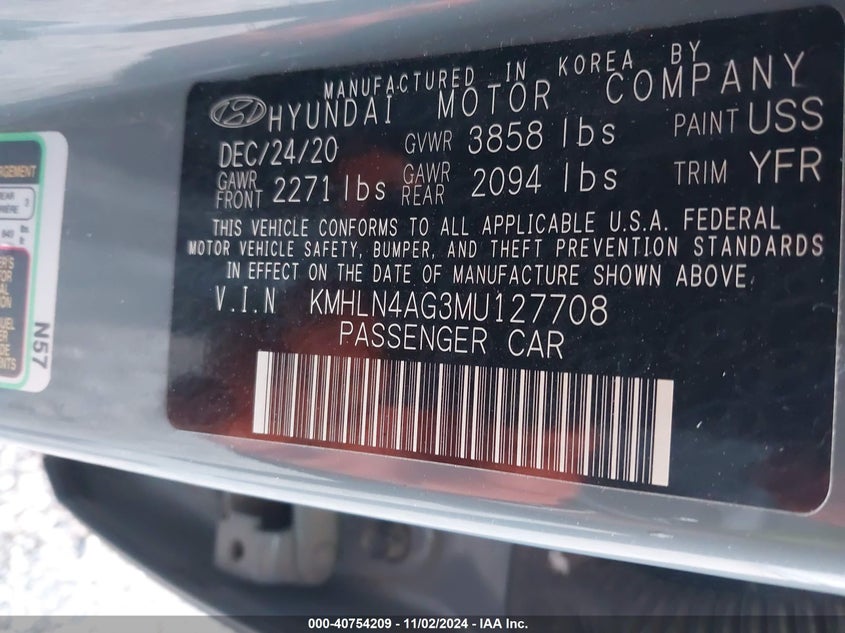 MANUFACTURED IN KOREA BY
HYUNDAI MOTOR COMPANY
DEC/24/20 GVWR 3858 lbs PAINT USS
GAWR FRONT 2271 lbs GAWR REAR 2094 lbs TRIM YFR
THIS VEHICLE CONFORMS TO ALL APPLICABLE U.S.A. FEDERAL
MOTOR VEHICLE SAFETY, BUMPER, AND THEFT PREVENTION STANDARDS
IN EFFECT ON THE DATE OF MANUFACTURE SHOWN ABOVE.
V.I.N KMHLN4AG3MU127708
PASSENGER CAR
N57
000-40754209 - 11/02/2024 - IAA Inc.